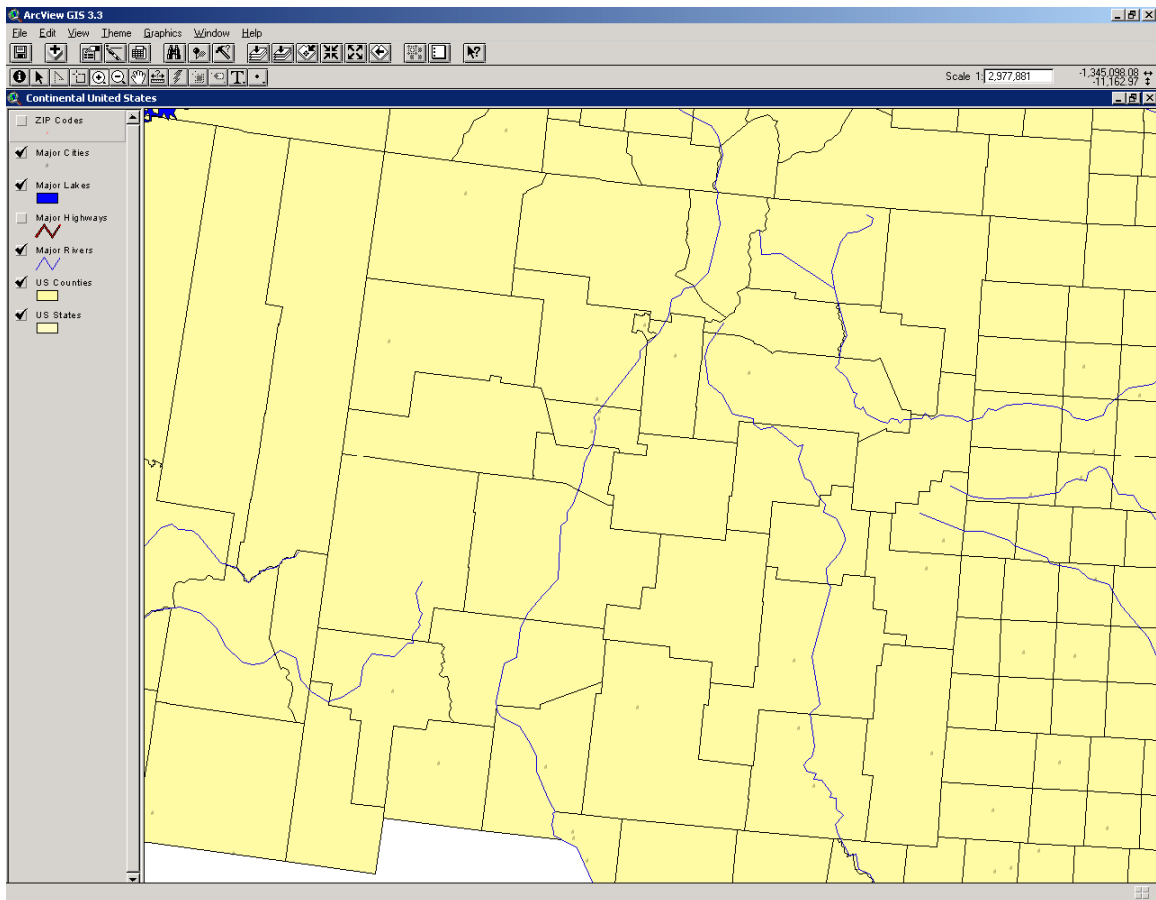 ArcView GIS 3.3
File Edit View Theme Graphics Window Help
Scale 1: 2,977,881
-1,345,098.08
-11,162.97
T
Continental United States
ZIP Codes
Major Cities
Major Lakes
Major Highways
Major Rivers
US Counties
US States